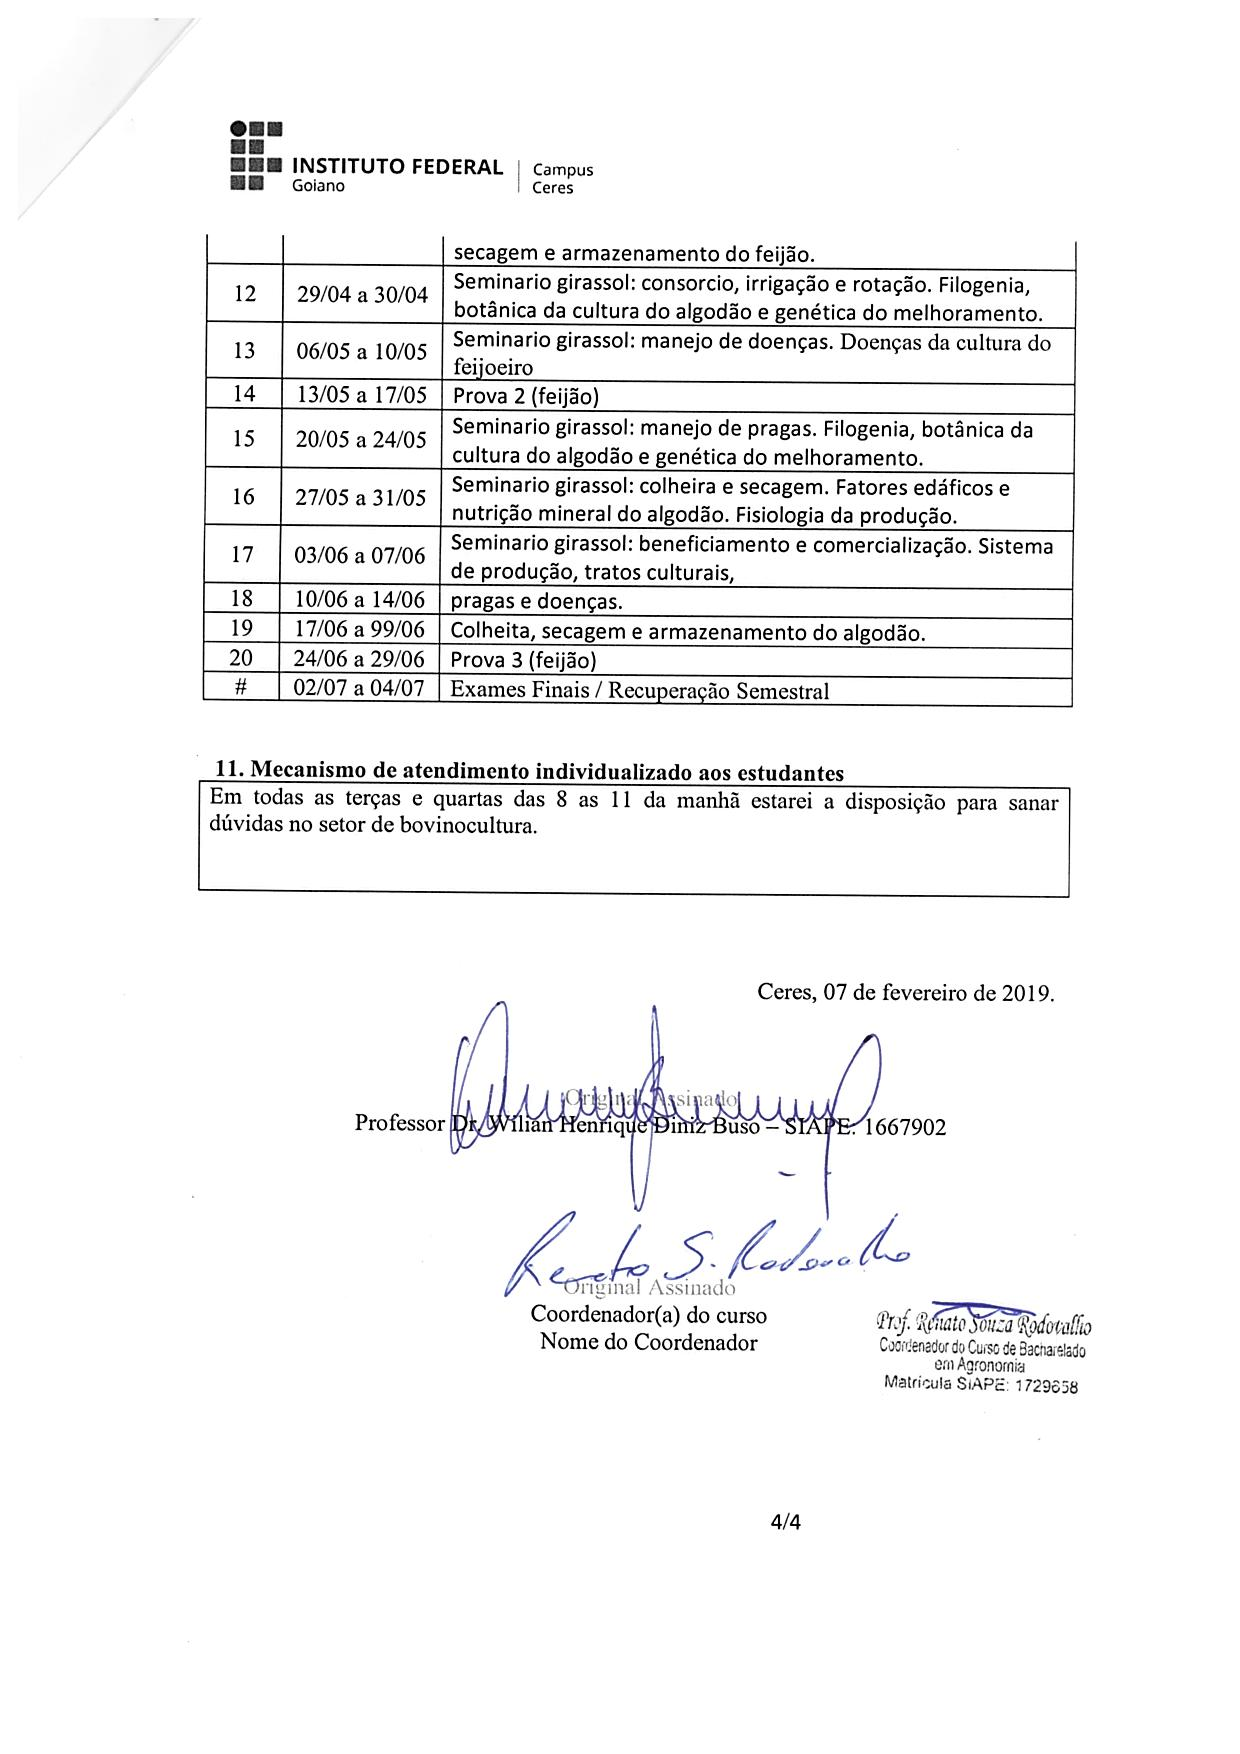 INSTITUTO FEDERAL
Goiano
Campus
Ceres
secagem e armazenamento do feijão.
12 29/04 a 30/04 Seminario girassol: consorcio, irrigação e rotação. Filogenia,
botânica da cultura do algodão e genética do melhoramento.
13 06/05 a 10/05 Seminario girassol: manejo de doenças. Doenças da cultura do
feijoeiro
14 13/05 a 17/05 Prova 2 (feijão)
15 20/05 a 24/05 Seminario girassol: manejo de pragas. Filogenia, botânica da
cultura do algodão e genética do melhoramento.
16 27/05 a 31/05 Seminario girassol: colheira e secagem. Fatores edáficos e
nutrição mineral do algodão. Fisiologia da produção.
17 03/06 a 07/06 Seminario girassol: beneficiamento e comercialização. Sistema
de produção, tratos culturais,
18 10/06 a 14/06 pragas e doenças.
19 17/06 a 99/06 Colheita, secagem e armazenamento do algodão.
20 24/06 a 29/06 Prova 3 (feijão)
# 02/07 a 04/07 Exames Finais / Recuperação Semestral
11. Mecanismo de atendimento individualizado aos estudantes
Em todas as terças e quartas das 8 as 11 da manhã estarei a disposição para sanar
dúvidas no setor de bovinocultura.
Ceres, 07 de fevereiro de 2019.
Original Assinado
Professor Dr. Wilian Henrique Diniz Buso – SIAPE: 1667902
Renato S. Rodovalho
Original Assinado
Coordenador(a) do curso
Nome do Coordenador
Prof. Renato Souza Rodovalho
Coordenador do Curso de Bacharelado
em Agronomia
Matrícula SIAPE: 1729658
4/4